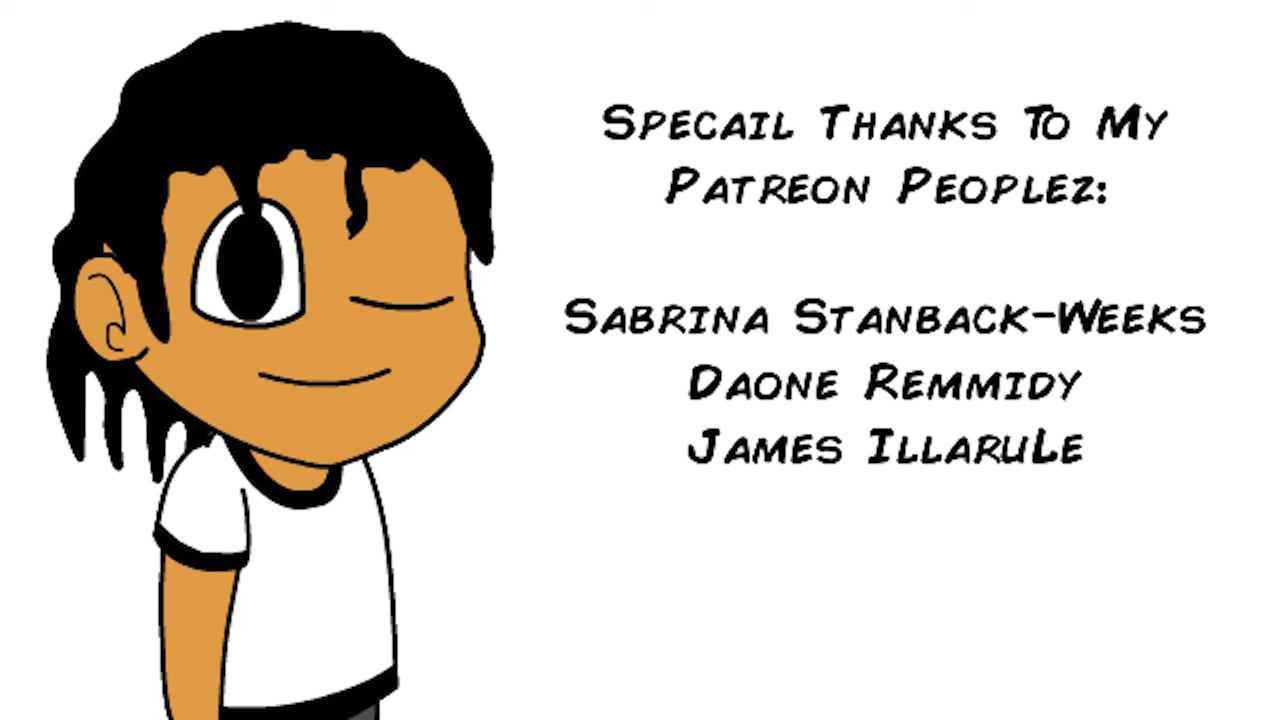 Specail Thanks To My
Patreon Peoplez:
Sabrina Stanback-Weeks
Daone Remmidy
James Illarule